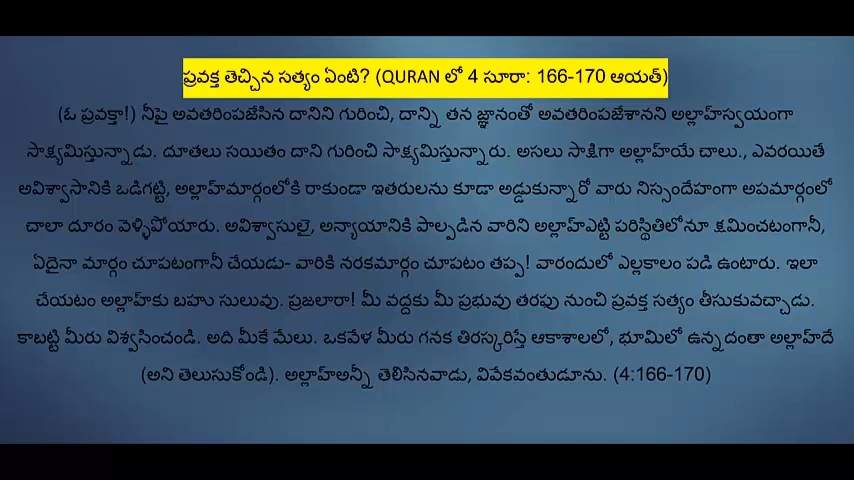 ప్రవక్త తెచ్చిన సత్యం ఏంటి? (QURAN లో 4 సూరా: 166-170 ఆయత్)
(ఓ ప్రవక్తా!) నీపై అవతరింపజేసిన దానిని గురించి, దాన్ని తన జ్ఞానంతో అవతరింపజేశానని అల్లాహ్‌స్వయంగా
సాక్ష్యమిస్తున్నాడు. దూతలు సయితం దాని గురించి సాక్ష్యమిస్తున్నారు. అసలు సాక్షిగా అల్లాహ్‌యే చాలు., ఎవరయితే
అవిశ్వాసానికి ఒడిగట్టి, అల్లాహ్‌మార్గంలోకి రాకుండా ఇతరులను కూడా అడ్డుకున్నారో వారు నిస్సందేహంగా అపమార్గంలో
చాలా దూరం వెళ్ళిపోయారు. అవిశ్వాసులై, అన్యాయానికి పాల్పడిన వారిని అల్లాహ్‌ఎట్టి పరిస్థితిలోనూ క్షమించటంగానీ,
ఏదైనా మార్గం చూపటంగానీ చేయడు- వారికి నరకమార్గం చూపటం తప్ప! వారందులో ఎల్లకాలం పడి ఉంటారు. ఇలా
చేయటం అల్లాహ్‌కు బహు సులువు. ప్రజలారా! మీ వద్దకు మీ ప్రభువు తరఫు నుంచి ప్రవక్త సత్యం తీసుకువచ్చాడు.
కాబట్టి మీరు విశ్వసించండి. అది మీకే మేలు. ఒకవేళ మీరు గనక తిరస్కరిస్తే ఆకాశాలలో, భూమిలో ఉన్నదంతా అల్లాహ్‌దే
(అని తెలుసుకోండి). అల్లాహ్‌అన్నీ తెలిసినవాడు, వివేకవంతుడూను. (4:166-170)